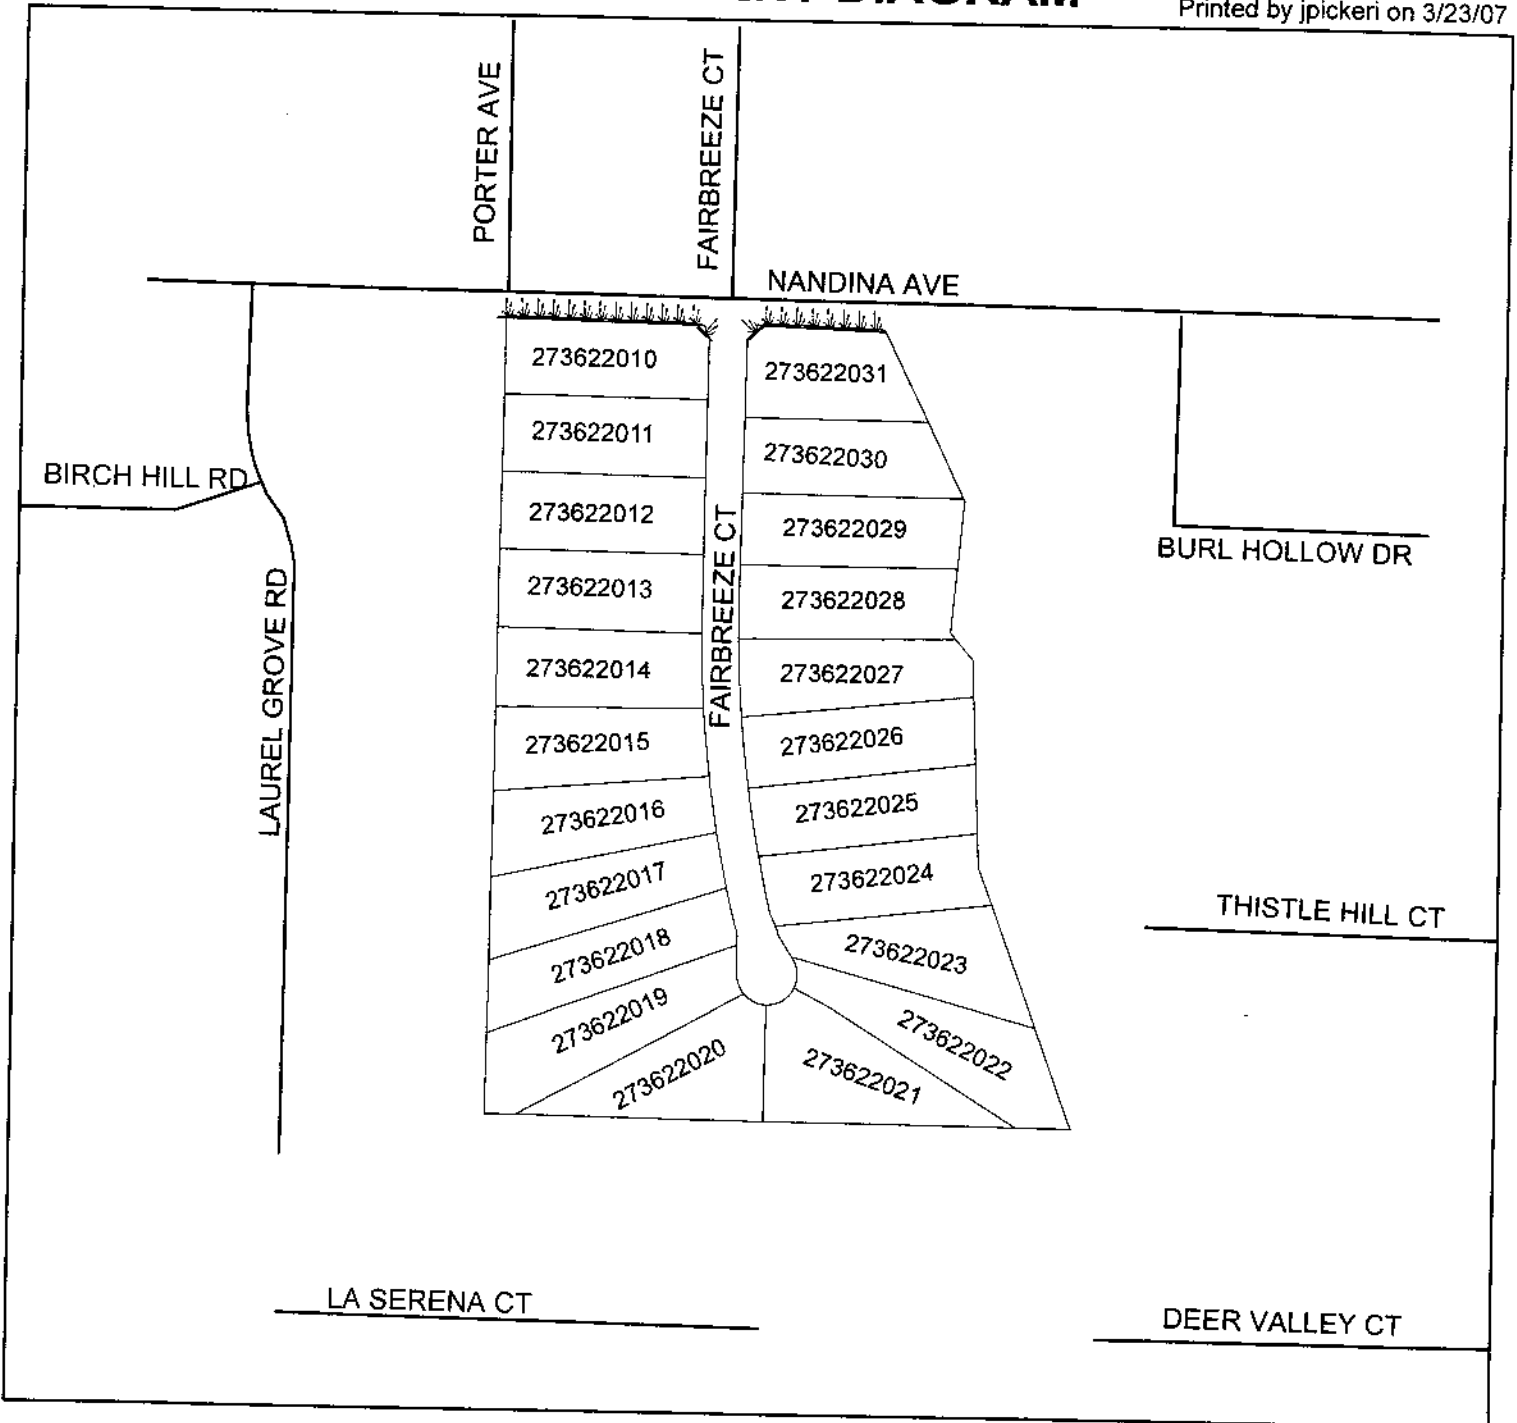 DIAGRAM
Printed by jpickeri on 3/23/07
PORTER AVE
FAIRBREEZE CT
NANDINA AVE
273622010
273622031
273622011
273622030
BIRCH HILL RD
273622012
273622029
BURL HOLLOW DR
273622013
273622028
FAIRBREEZE CT
LAUREL GROVE RD
273622014
273622027
273622015
273622026
273622016
273622025
273622017
273622024
THISTLE HILL CT
273622018
273622023
273622019
273622022
273622020
273622021
LA SERENA CT
DEER VALLEY CT